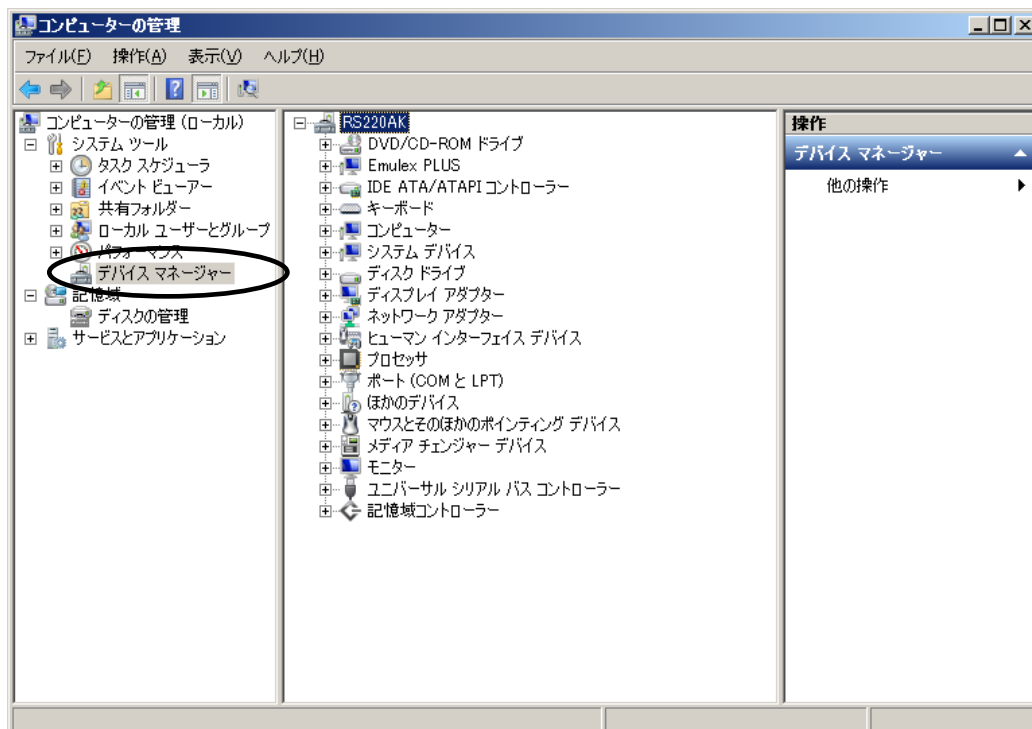 コンピューターの管理
ファイル(F) 操作(A) 表示(V) ヘルプ(H)
コンピューターの管理 (ローカル)
システム ツール
タスク スケジューラ
イベント ビューアー
共有フォルダー
ローカル ユーザーとグループ
パフォーマンス
デバイス マネージャー
記憶域
ディスクの管理
サービスとアプリケーション
RS220AK
DVD/CD-ROM ドライブ
Emulex PLUS
IDE ATA/ATAPI コントローラー
キーボード
コンピューター
システム デバイス
ディスク ドライブ
ディスプレイ アダプター
ネットワーク アダプター
ヒューマン インターフェイス デバイス
プロセッサ
ポート (COM と LPT)
ほかのデバイス
マウスとそのほかのポインティング デバイス
メディア チェンジャー デバイス
モニター
ユニバーサル シリアル バス コントローラー
記憶域コントローラー
操作
デバイス マネージャー
他の操作